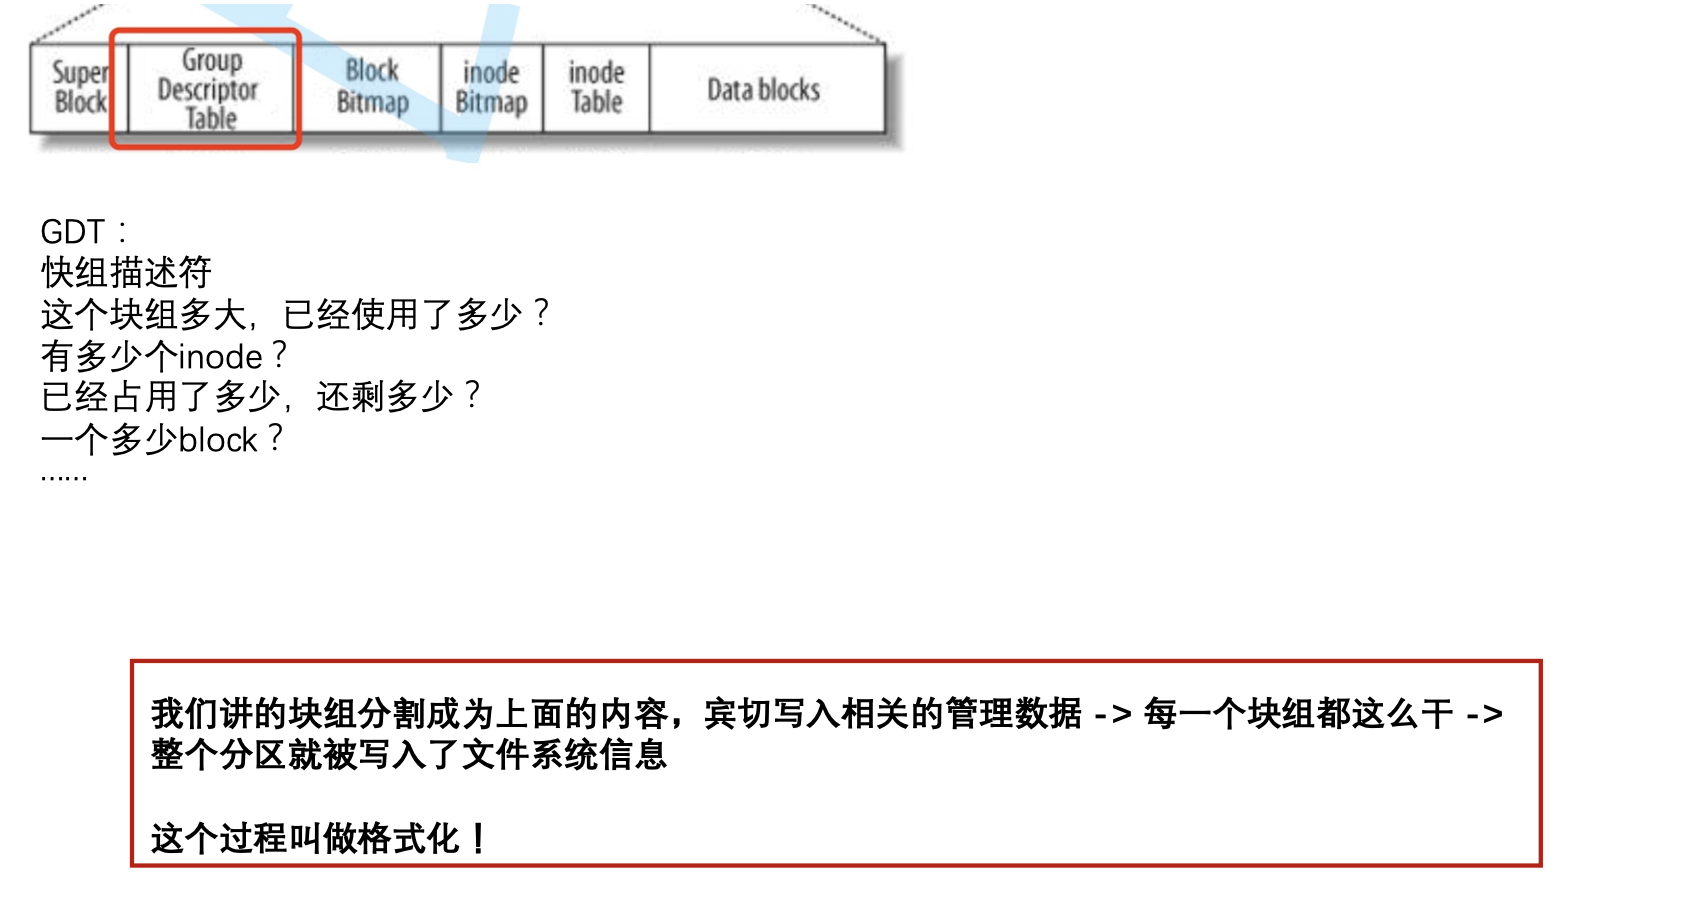 Super Block
Group Descriptor Table
Block Bitmap
inode Bitmap
inode Table
Data blocks
GDT：
快组描述符
这个块组多大，已经使用了多少？
有多少个inode？
已经占用了多少，还剩多少？
一个多少block？
......
我们讲的块组分割成为上面的内容，宾切写入相关的管理数据 -> 每一个块组都这么干 ->
整个分区就被写入了文件系统信息
这个过程叫做格式化！